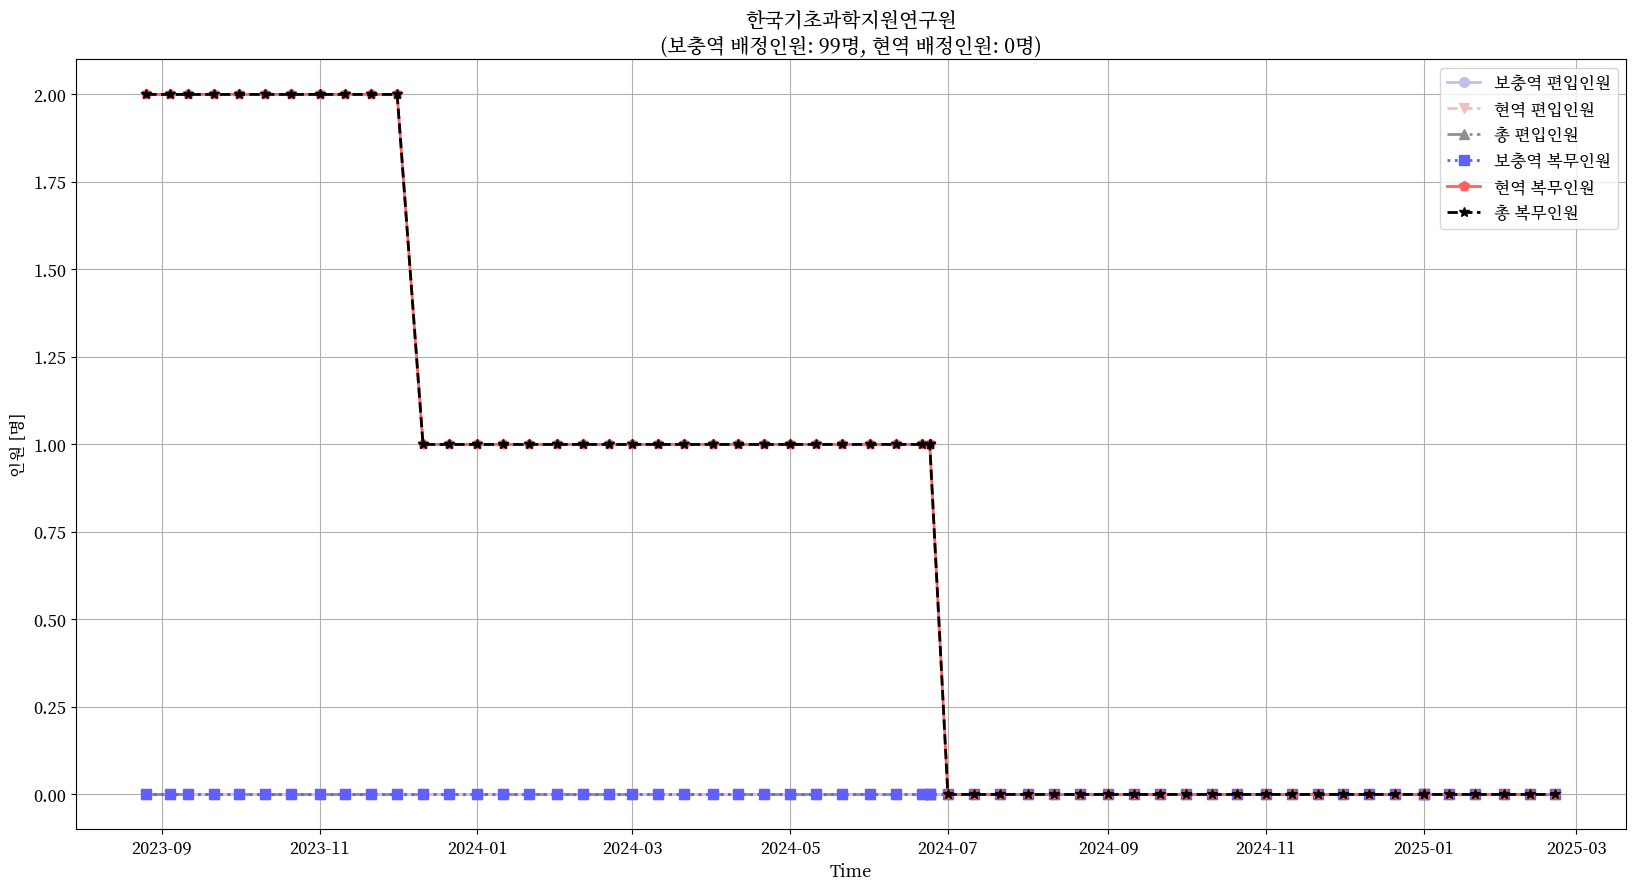 한국기초과학지원연구원
(보충역 배정인원: 99명, 현역 배정인원: 0명)
보충역 편입인원
현역 편입인원
총 편입인원
보충역 복무인원
현역 복무인원
총 복무인원
2.00
1.75
1.50
1.25
1.00
0.75
0.50
0.25
0.00
인원 [명]
2023-09
2023-11
2024-01
2024-03
2024-05
2024-07
2024-09
2024-11
2025-01
2025-03
Time